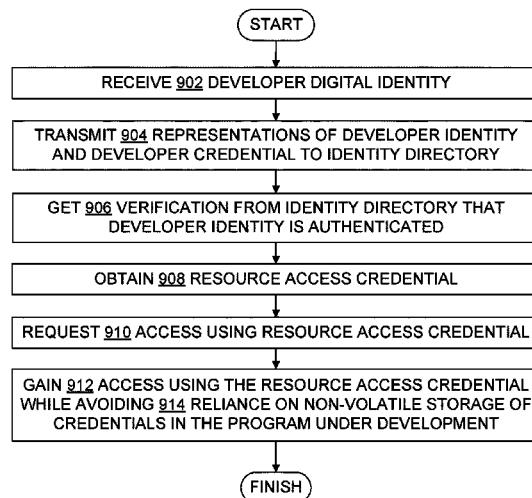 START
RECEIVE 902 DEVELOPER DIGITAL IDENTITY
TRANSMIT 904 REPRESENTATIONS OF DEVELOPER IDENTITY
AND DEVELOPER CREDENTIAL TO IDENTITY DIRECTORY
GET 906 VERIFICATION FROM IDENTITY DIRECTORY THAT
DEVELOPER IDENTITY IS AUTHENTICATED
OBTAIN 908 RESOURCE ACCESS CREDENTIAL
REQUEST 910 ACCESS USING RESOURCE ACCESS CREDENTIAL
GAIN 912 ACCESS USING THE RESOURCE ACCESS CREDENTIAL
WHILE AVOIDING 914 RELIANCE ON NON-VOLATILE STORAGE OF
CREDENTIALS IN THE PROGRAM UNDER DEVELOPMENT
FINISH